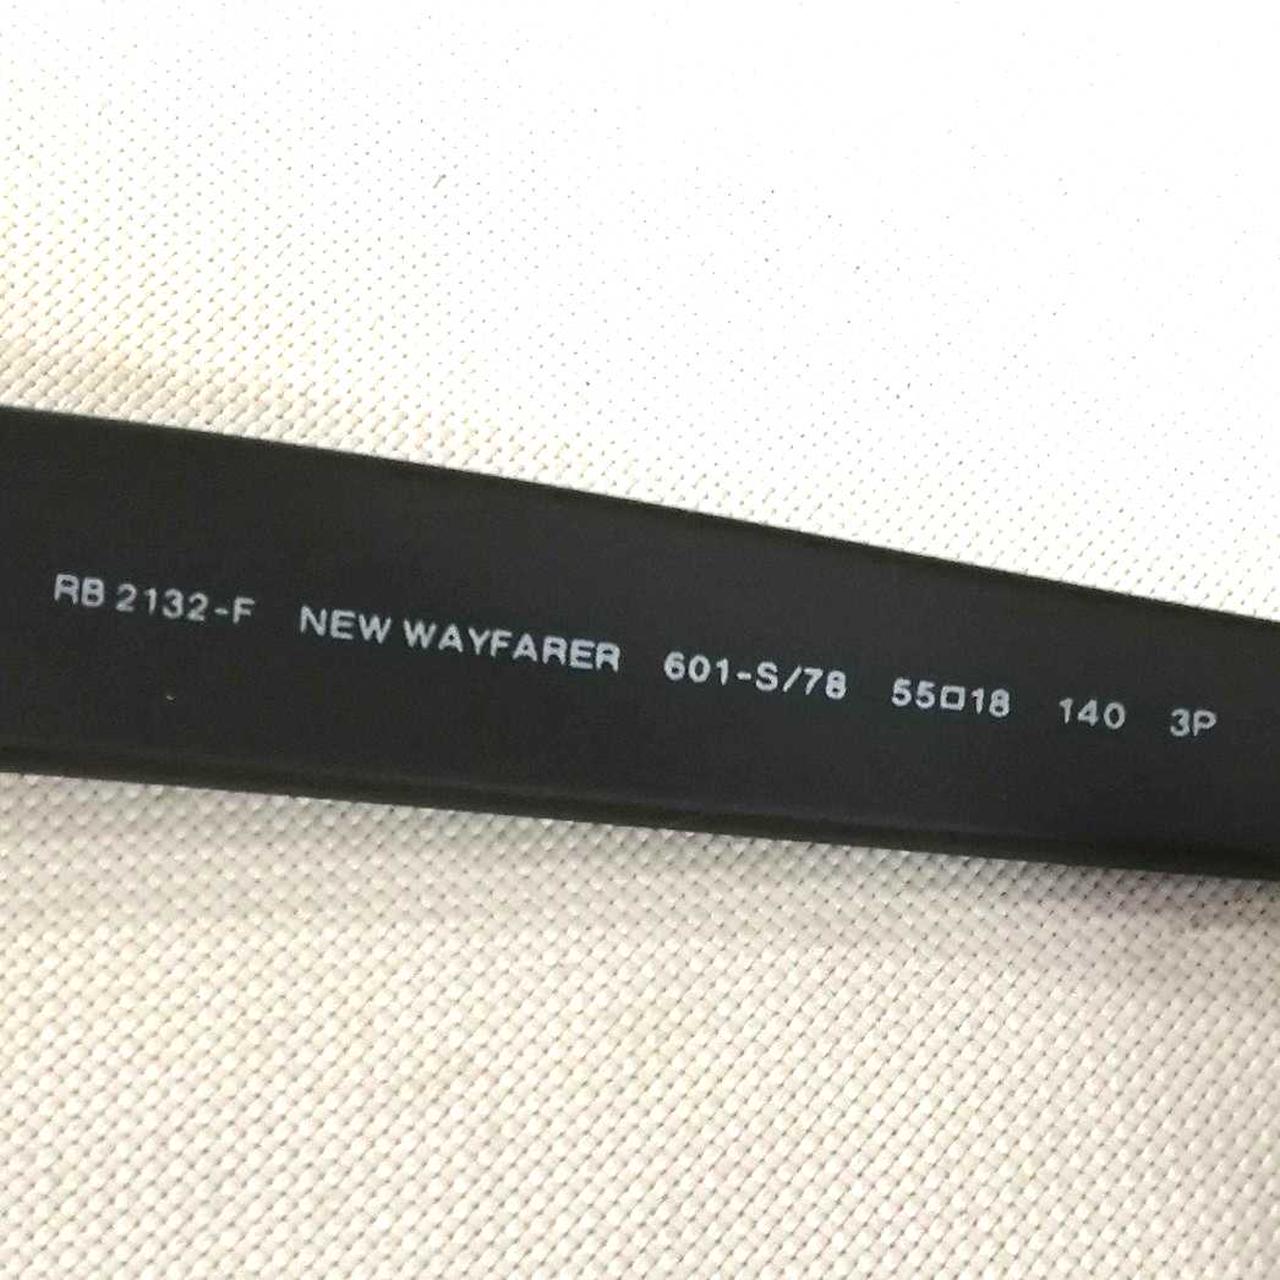 RB 2132-F NEW WAYFARER 601-S/78 55□18 140 3P